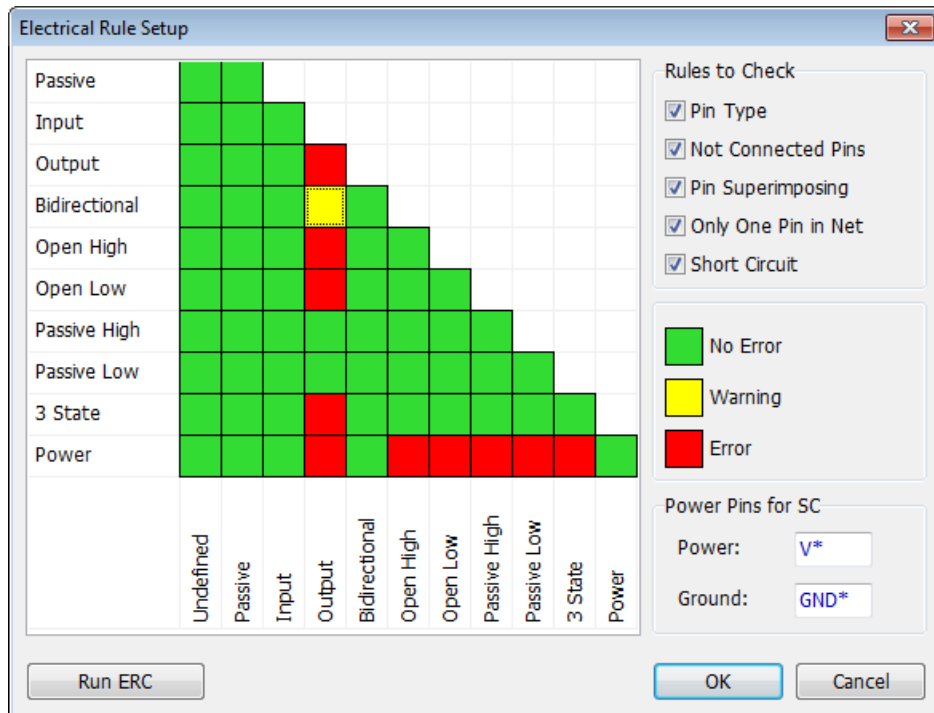 Electrical Rule Setup
Passive
Input
Output
Bidirectional
Open High
Open Low
Passive High
Passive Low
3 State
Power
Undefined
Passive
Input
Output
Bidirectional
Open High
Open Low
Passive High
Passive Low
3 State
Power
Rules to Check
Pin Type
Not Connected Pins
Pin Superimposing
Only One Pin in Net
Short Circuit
No Error
Warning
Error
Power Pins for SC
Power: V*
Ground: GND*
Run ERC
OK
Cancel